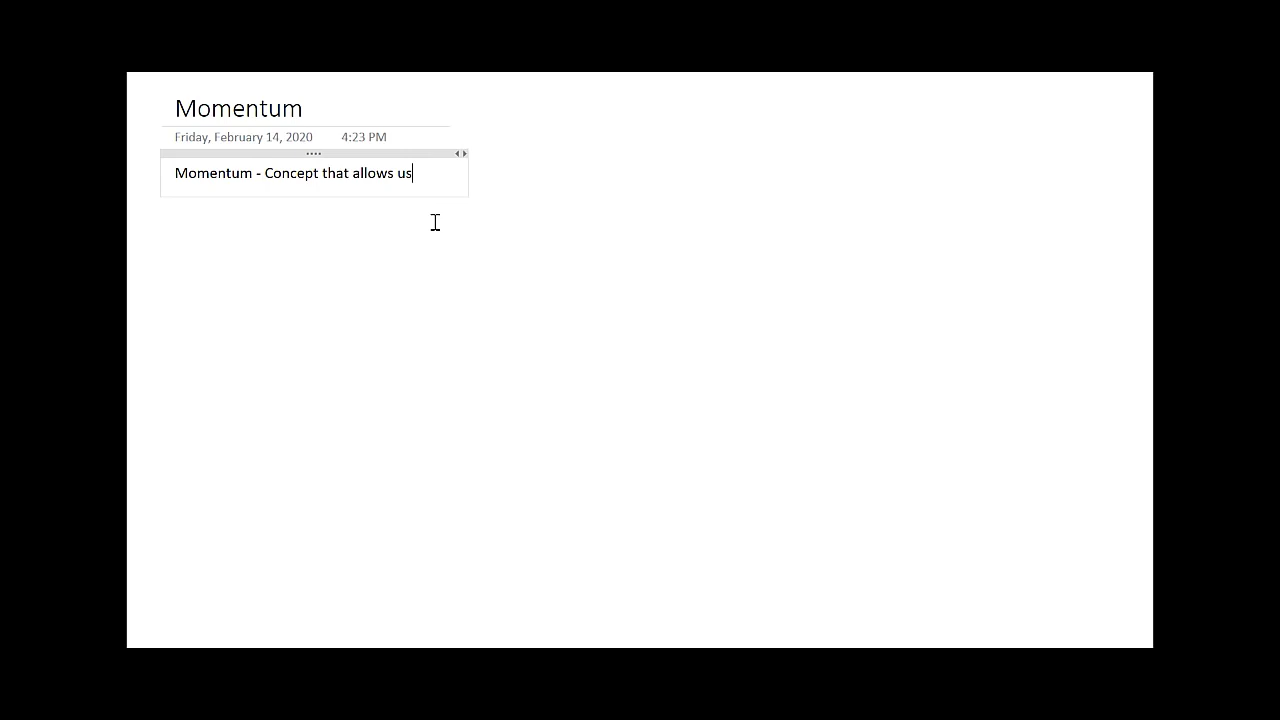 Momentum
Friday, February 14, 2020 4:23 PM
Momentum - Concept that allows us